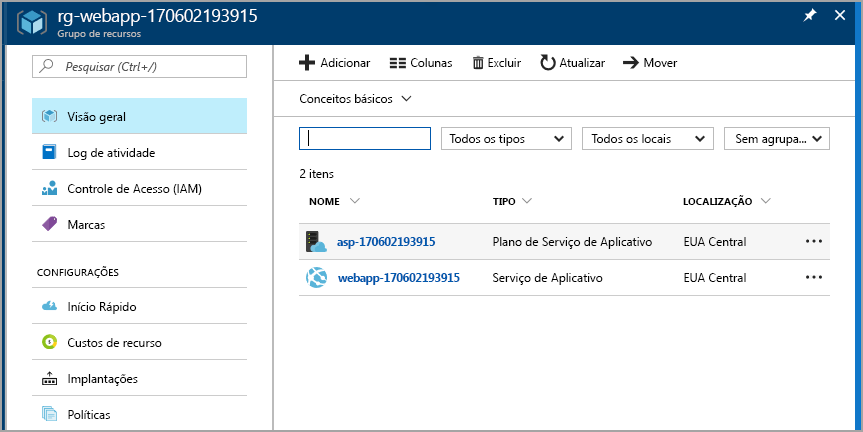 rg-webapp-170602193915
Grupo de recursos
Pesquisar (Ctrl+/)
Visão geral
Log de atividade
Controle de Acesso (IAM)
Marcas
CONFIGURAÇÕES
Início Rápido
Custos de recurso
Implantações
Políticas
Adicionar Colunas Excluir Atualizar Mover
Conceitos básicos
Todos os tipos Todos os locais Sem agrupa...
2 itens
NOME TIPO LOCALIZAÇÃO
asp-170602193915 Plano de Serviço de Aplicativo EUA Central
webapp-170602193915 Serviço de Aplicativo EUA Central